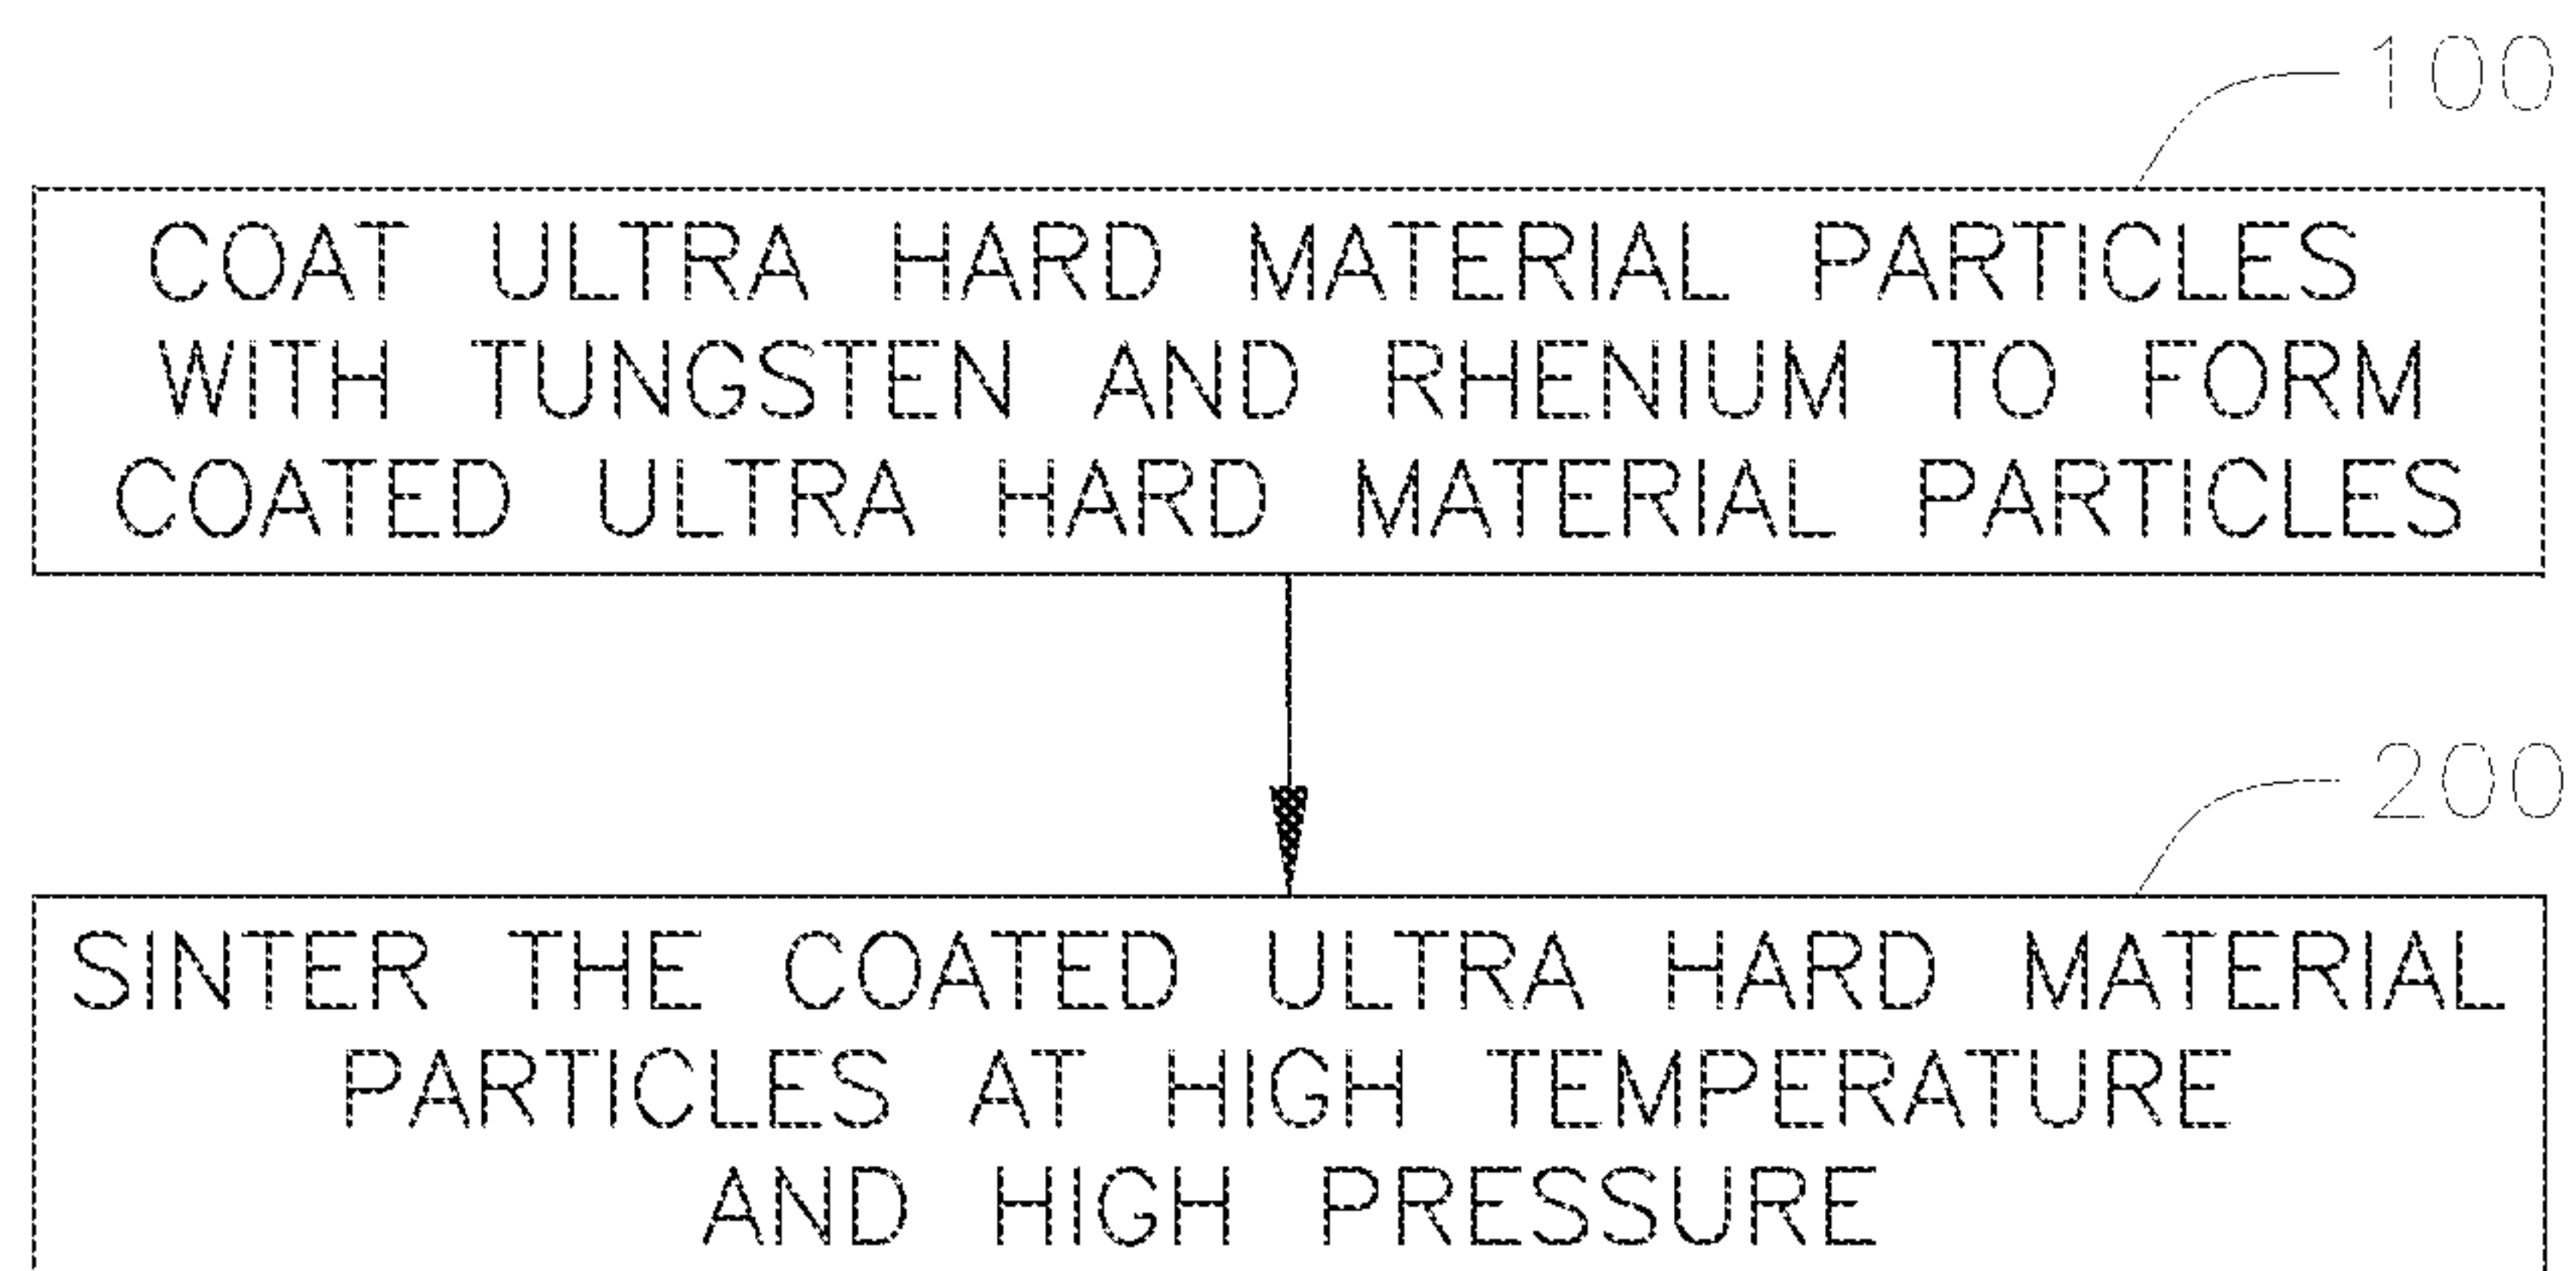 100
COAT ULTRA HARD MATERIAL PARTICLES
WITH TUNGSTEN AND RHENIUM TO FORM
COATED ULTRA HARD MATERIAL PARTICLES
200
SINTER THE COATED ULTRA HARD MATERIAL
PARTICLES AT HIGH TEMPERATURE
AND HIGH PRESSURE